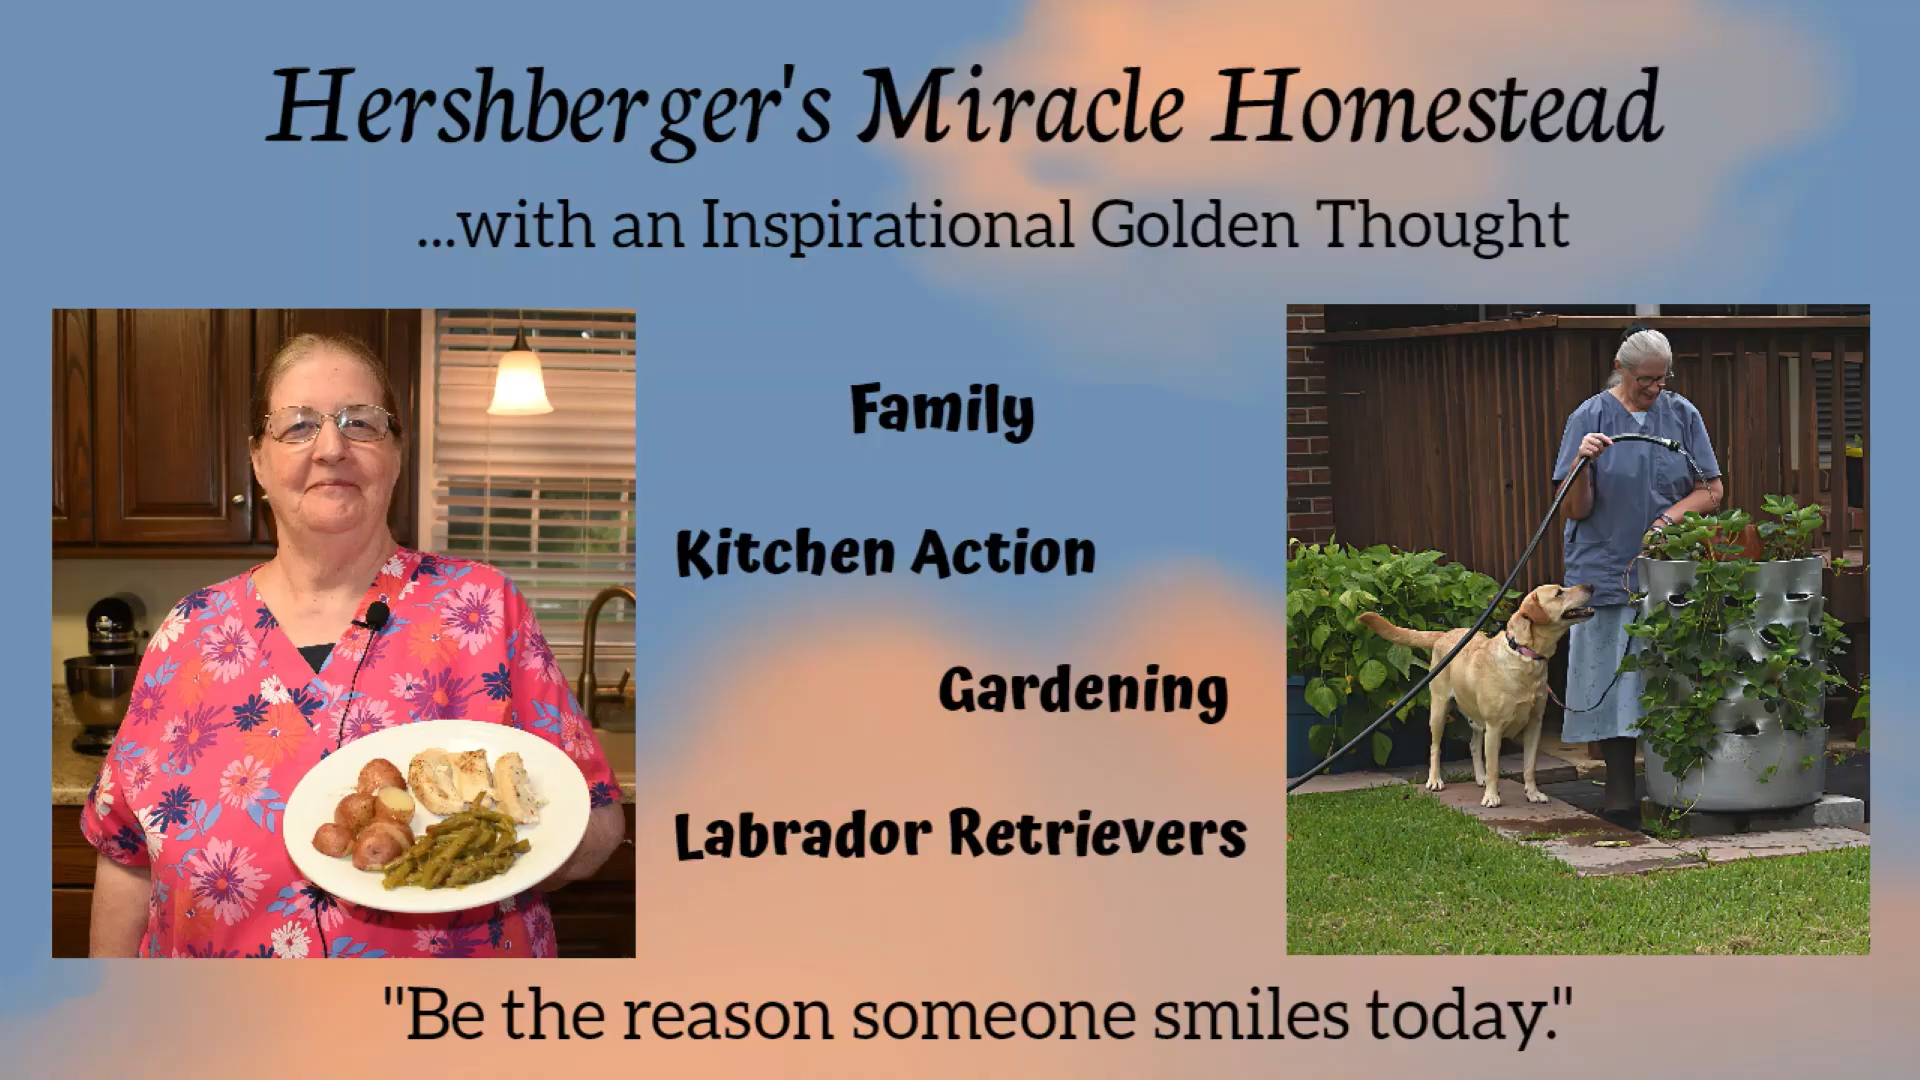 Hershberger's Miracle Homestead
...with an Inspirational Golden Thought
Family
Kitchen Action
Gardening
Labrador Retrievers
"Be the reason someone smiles today."